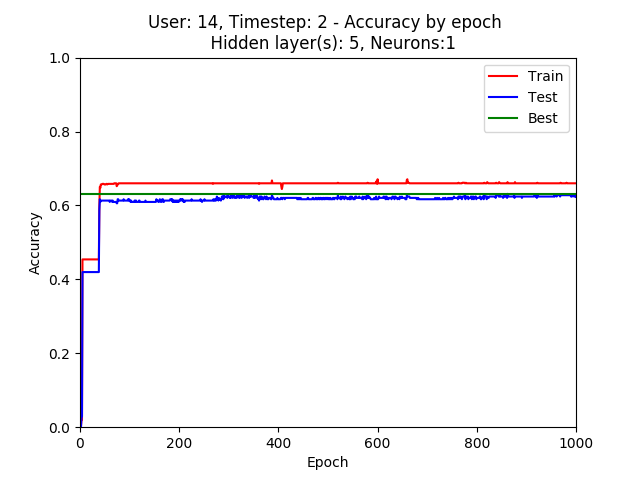 User: 14, Timestep: 2 - Accuracy by epoch
Hidden layer(s): 5, Neurons:1
1.0
0.8
0.6
0.4
0.2
0.0
Accuracy
Train
Test
Best
0 200 400 600 800 1000
Epoch